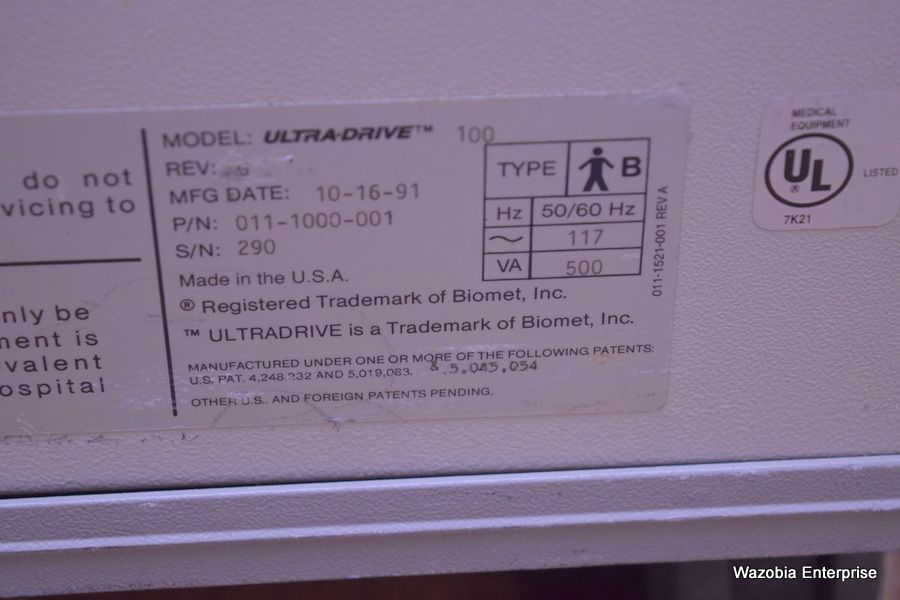 do not
vicing to
nly be
ment is
valent
ospital
MODEL: ULTRA-DRIVE™ 100
REV:
MFG DATE: 10-16-91
P/N: 011-1000-001
S/N: 290
Made in the U.S.A.
® Registered Trademark of Biomet, Inc.
™ ULTRADRIVE is a Trademark of Biomet, Inc.
MANUFACTURED UNDER ONE OR MORE OF THE FOLLOWING PATENTS:
U.S. PAT. 4,248,232 AND 5,019,083. & 5,045,054
OTHER U.S. AND FOREIGN PATENTS PENDING.
TYPE B
Hz 50/60 Hz
~ 117
VA 500
011-1521-001 REV A
MEDICAL
EQUIPMENT
UL
®
LISTED
7K21
Wazobia Enterprise